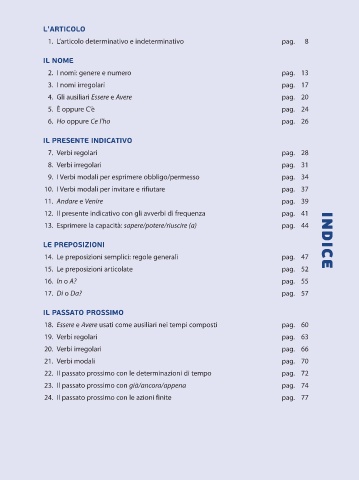 L'ARTICOLO
1. L'articolo determinativo e indeterminativo pag. 8
IL NOME
2. I nomi: genere e numero pag. 13
3. I nomi irregolari pag. 17
4. Gli ausiliari Essere e Avere pag. 20
5. È oppure C'è pag. 24
6. Ho oppure Ce l'ho pag. 26
IL PRESENTE INDICATIVO
7. Verbi regolari pag. 28
8. Verbi irregolari pag. 31
9. I Verbi modali per esprimere obbligo/permesso pag. 34
10. I Verbi modali per invitare e rifiutare pag. 37
11. Andare e Venire pag. 39
12. Il presente indicativo con gli avverbi di frequenza pag. 41
13. Esprimere la capacità: sapere/potere/riuscire (a) pag. 44
LE PREPOSIZIONI
14. Le preposizioni semplici: regole generali pag. 47
15. Le preposizioni articolate pag. 52
16. In o A? pag. 55
17. Di o Da? pag. 57
IL PASSATO PROSSIMO
18. Essere e Avere usati come ausiliari nei tempi composti pag. 60
19. Verbi regolari pag. 63
20. Verbi irregolari pag. 66
21. Verbi modali pag. 70
22. Il passato prossimo con le determinazioni di tempo pag. 72
23. Il passato prossimo con già/ancora/appena pag. 74
24. Il passato prossimo con le azioni finite pag. 77
INDICE